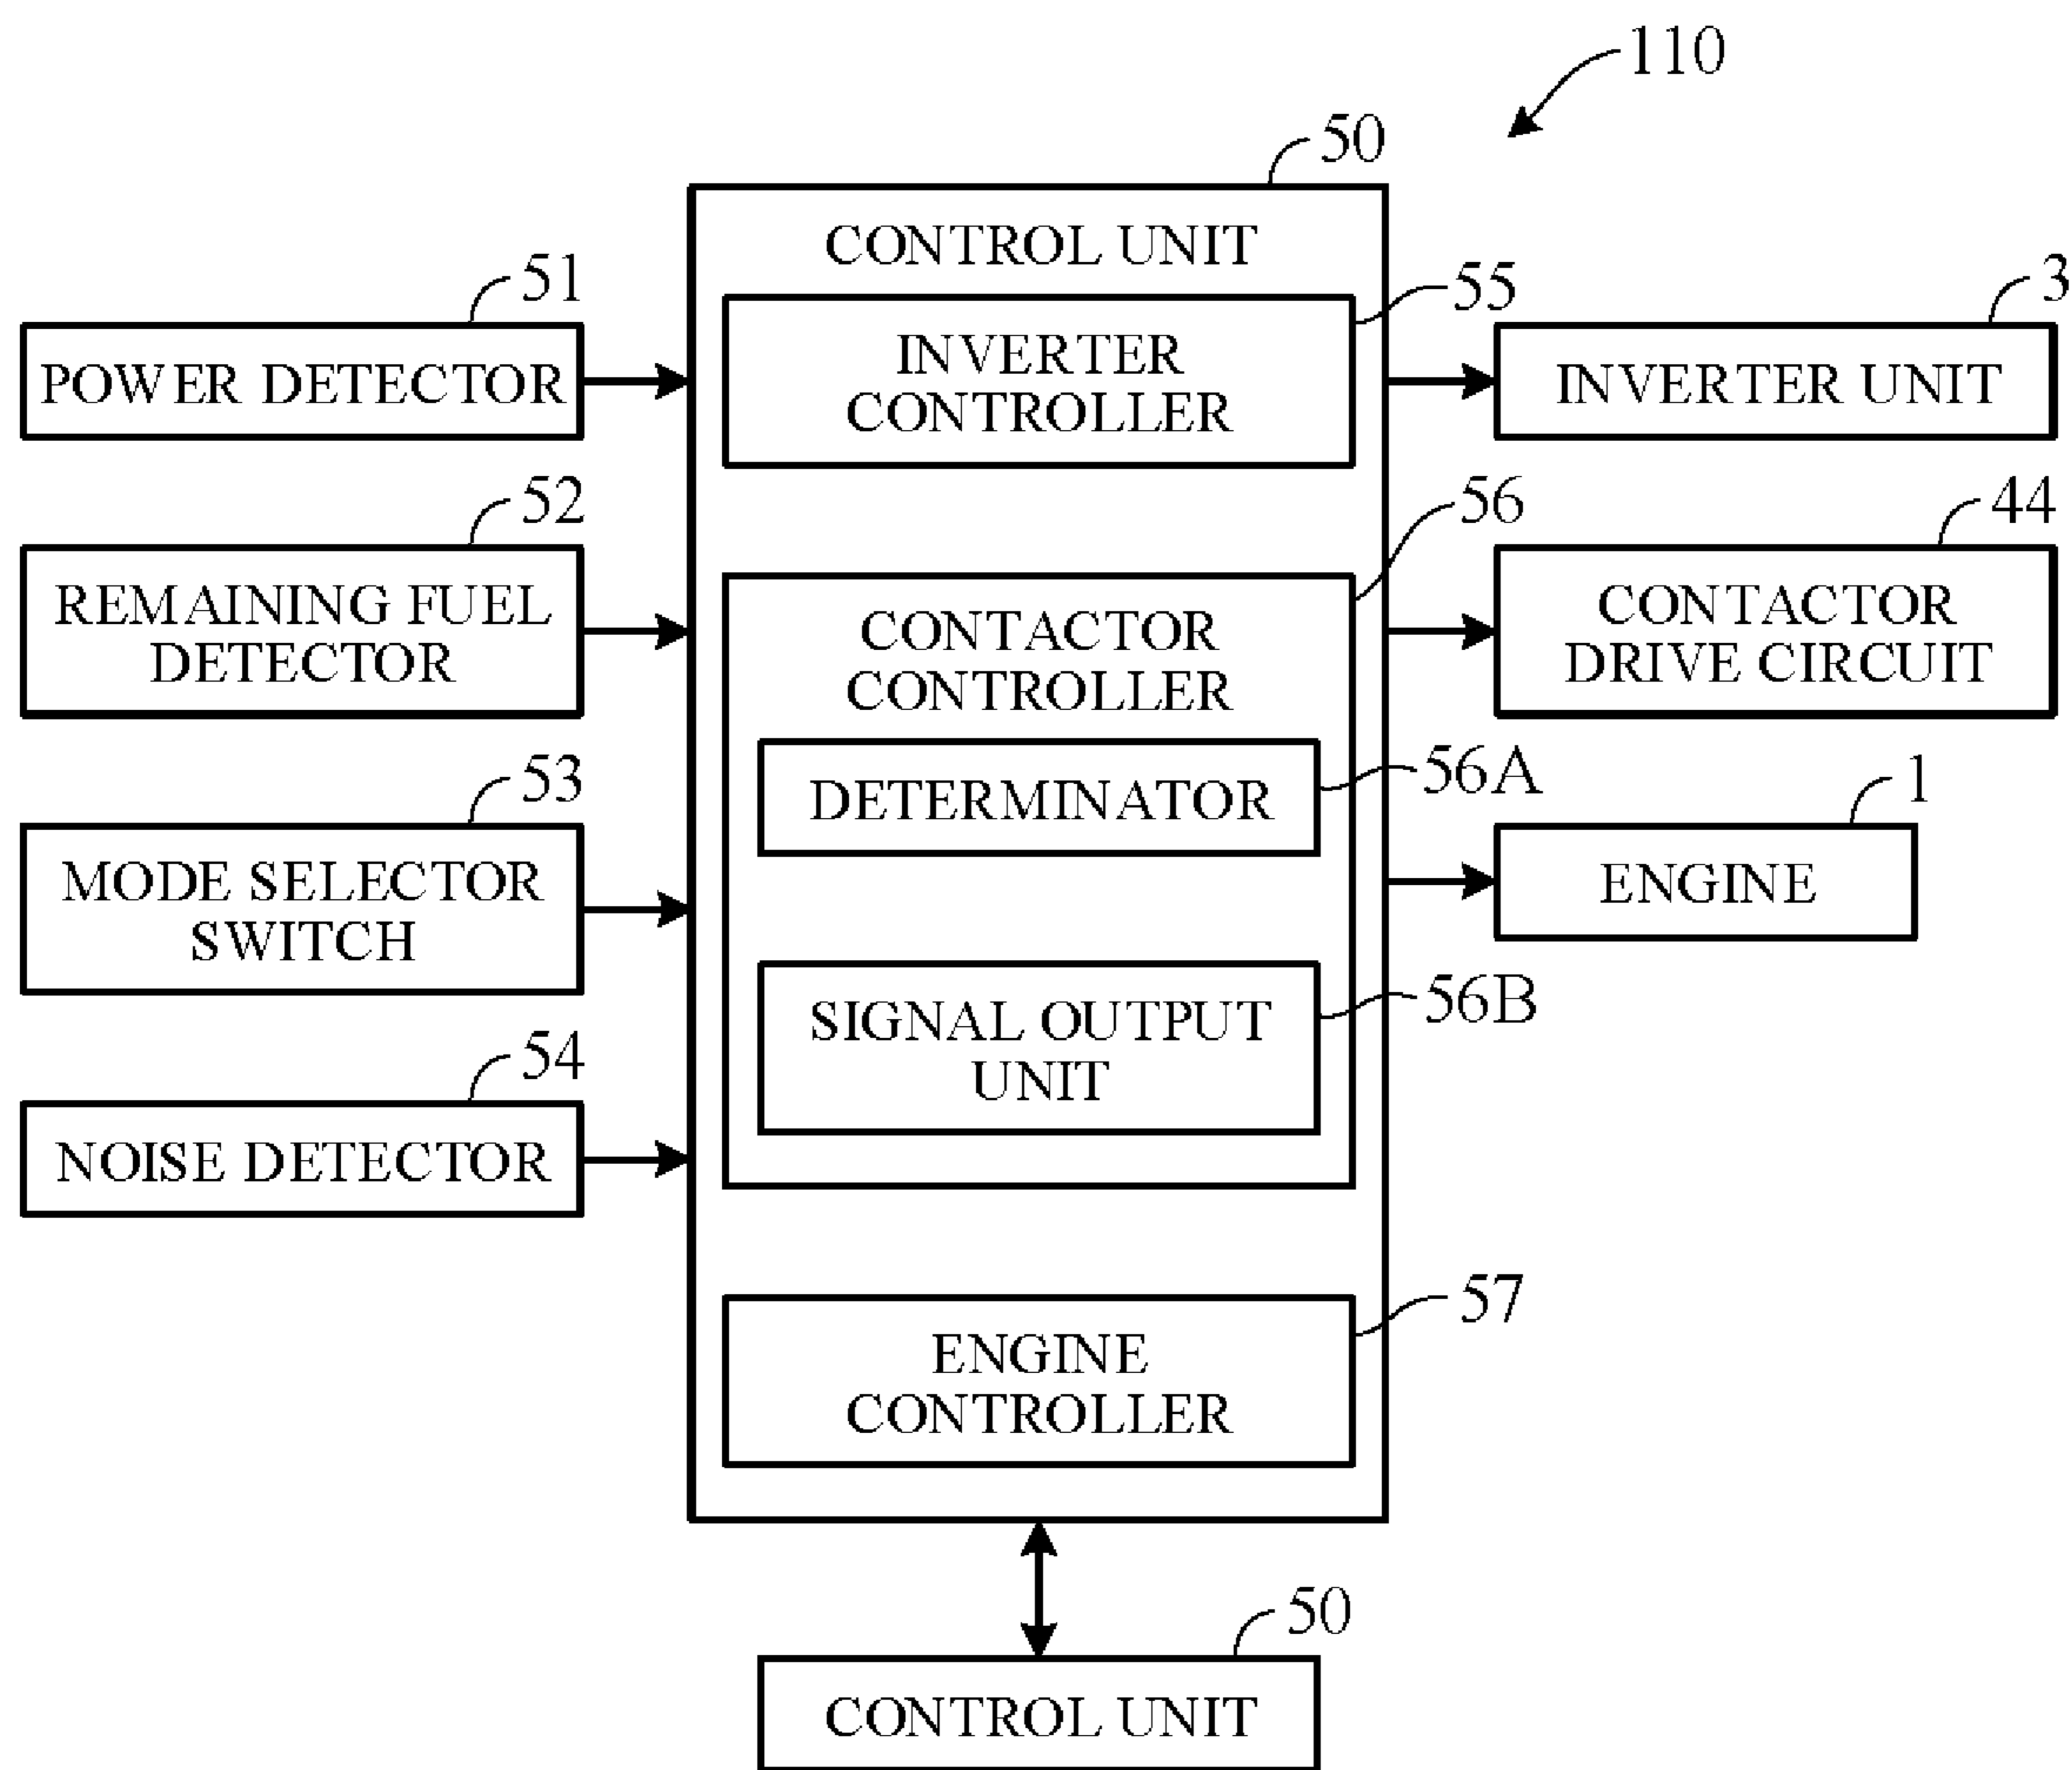 110
50
CONTROL UNIT
51
POWER DETECTOR
55
INVERTER
CONTROLLER
3
INVERTER UNIT
52
REMAINING FUEL
DETECTOR
56
CONTACTOR
CONTROLLER
44
CONTACTOR
DRIVE CIRCUIT
53
MODE SELECTOR
SWITCH
56A
DETERMINATOR
1
ENGINE
54
NOISE DETECTOR
56B
SIGNAL OUTPUT
UNIT
57
ENGINE
CONTROLLER
50
CONTROL UNIT